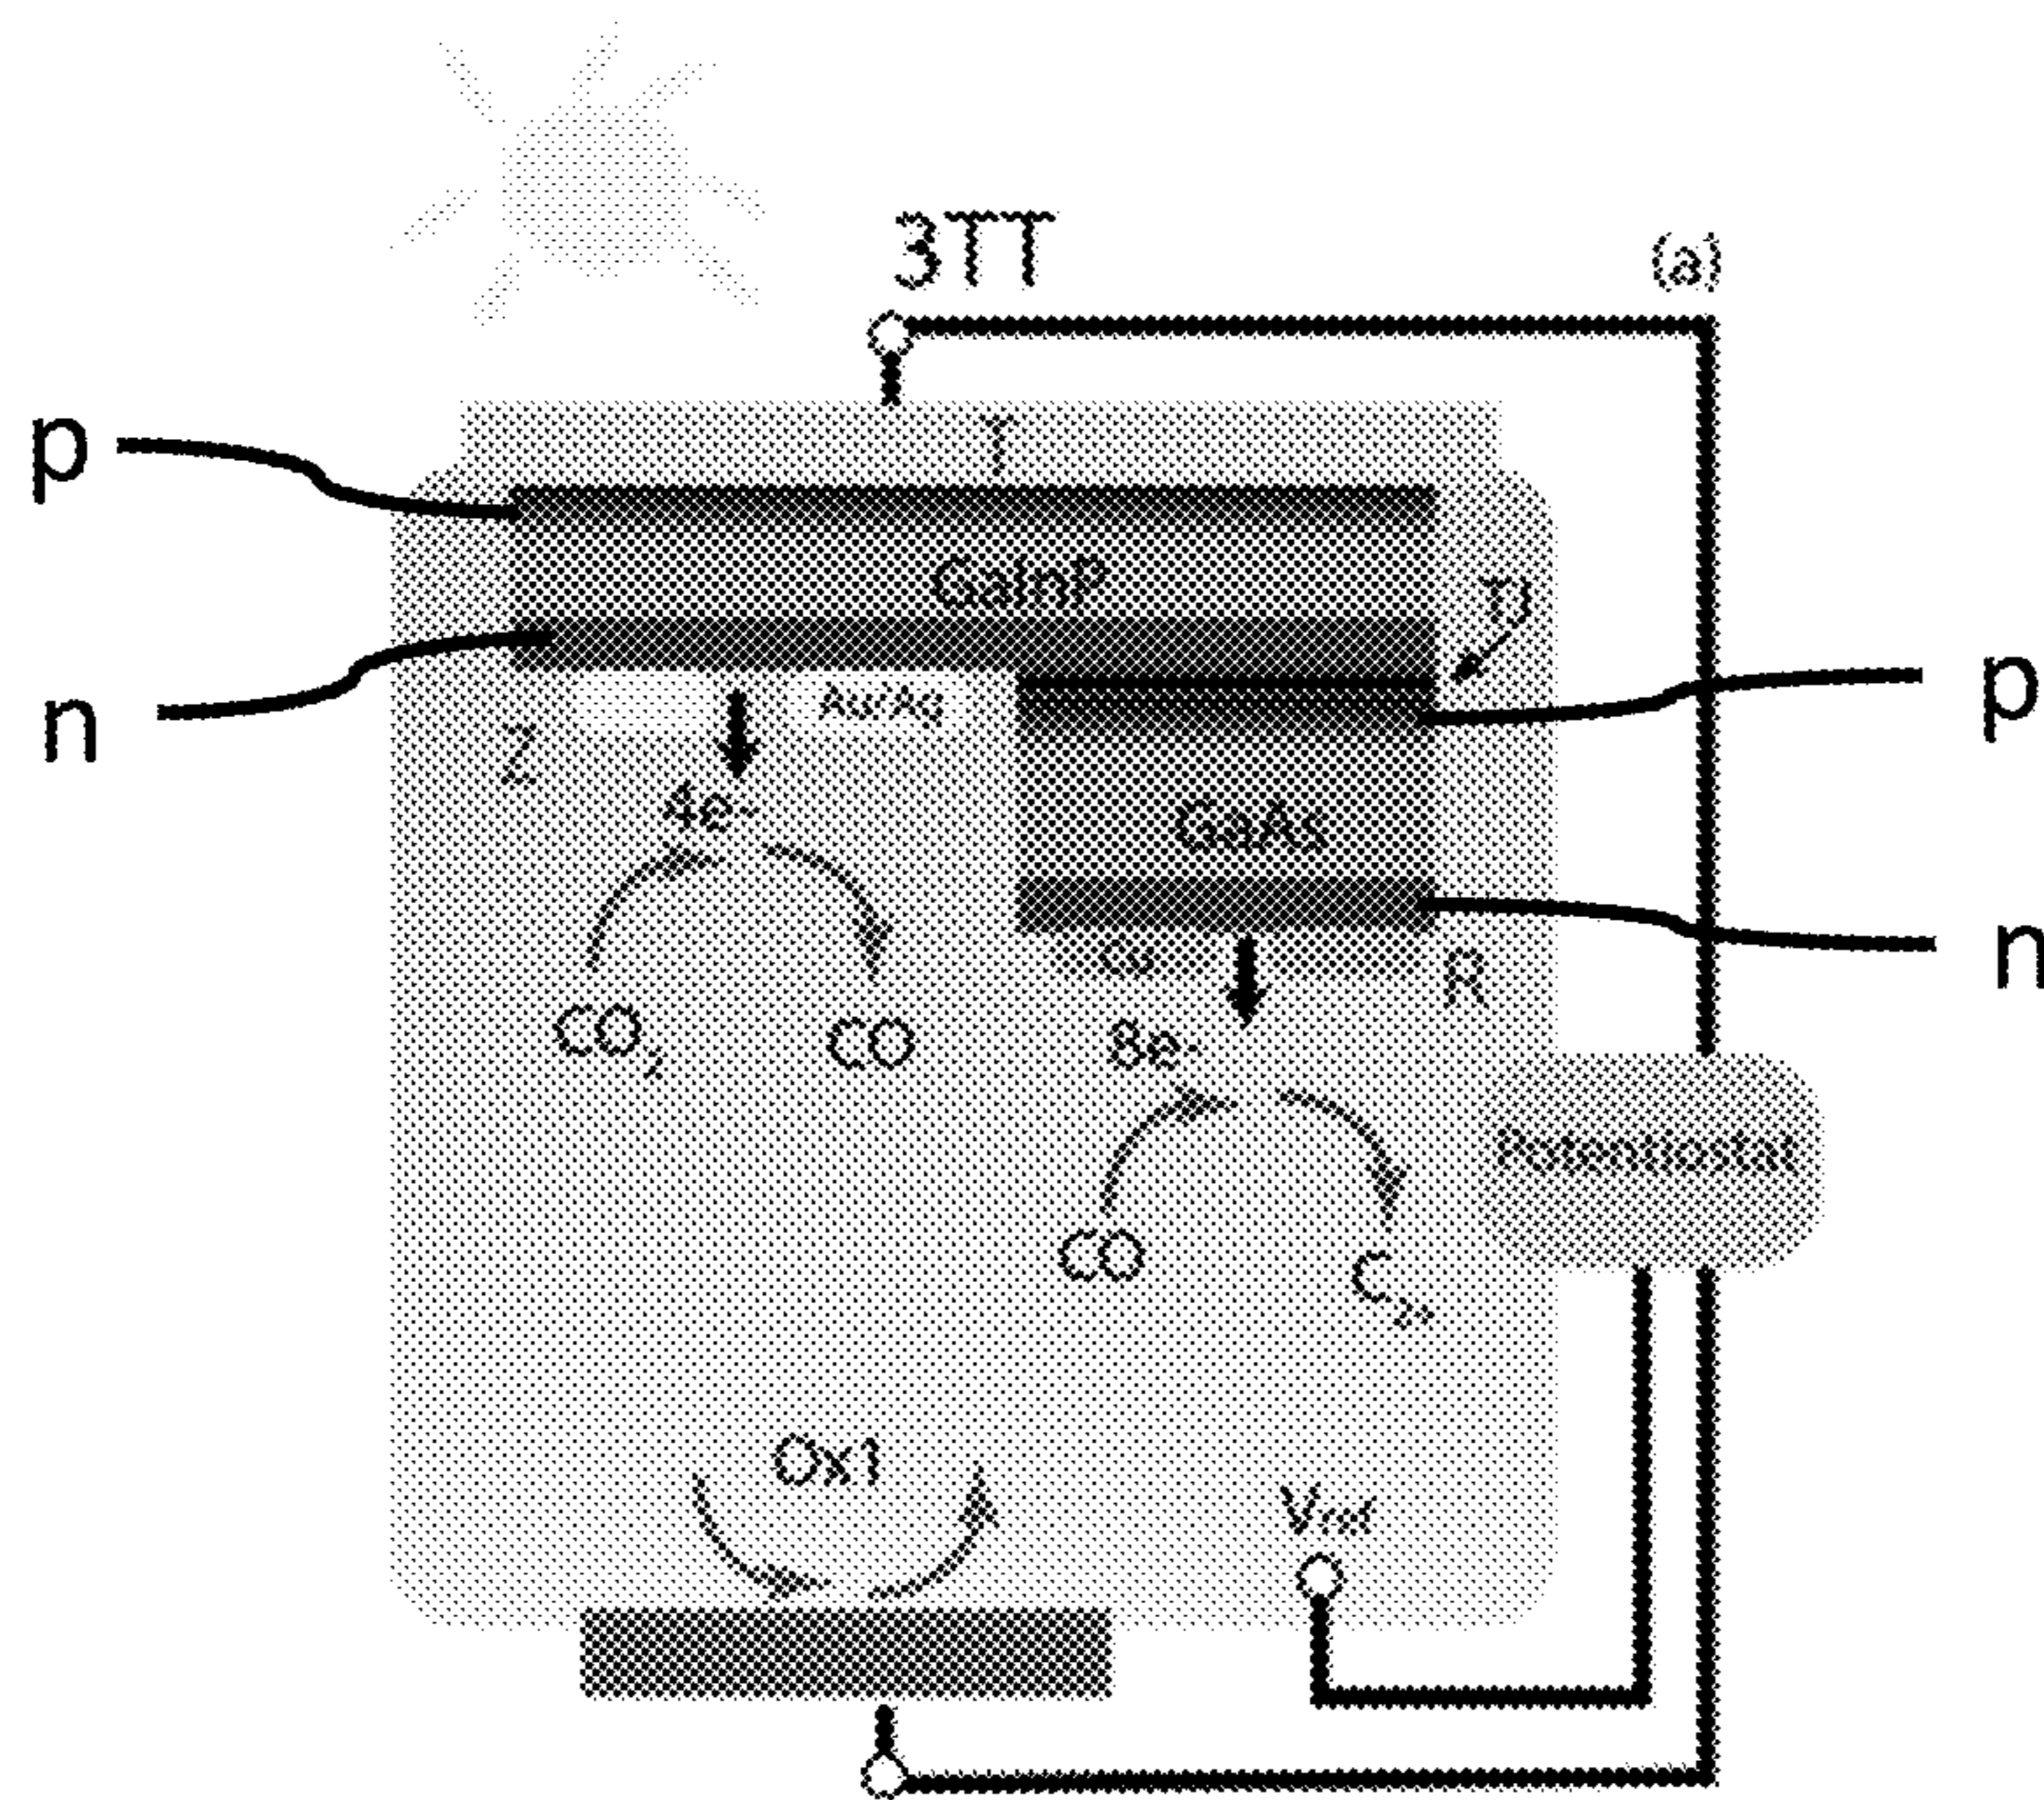 3TT
(a)
p
T
GaInP
TJ
n
Au/Ag
p
Z
4e-
GaAs
n
Cu
R
CO2
CO
8e-
Potentiostat
CO
C2+
Ox1
Vref